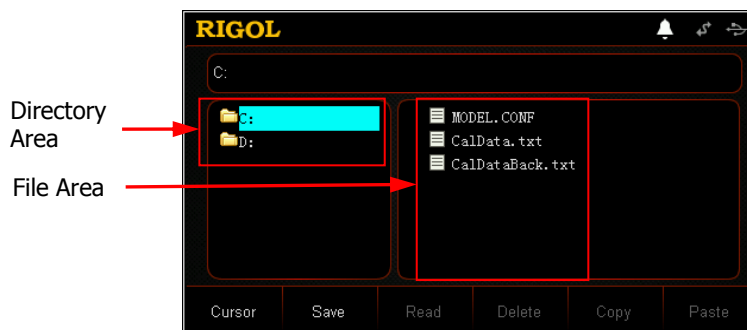 RIGOL
C:
Directory
Area
C:
D:
MODEL.CONF
CalData.txt
CalDataBack.txt
File Area
Cursor Save Read Delete Copy Paste